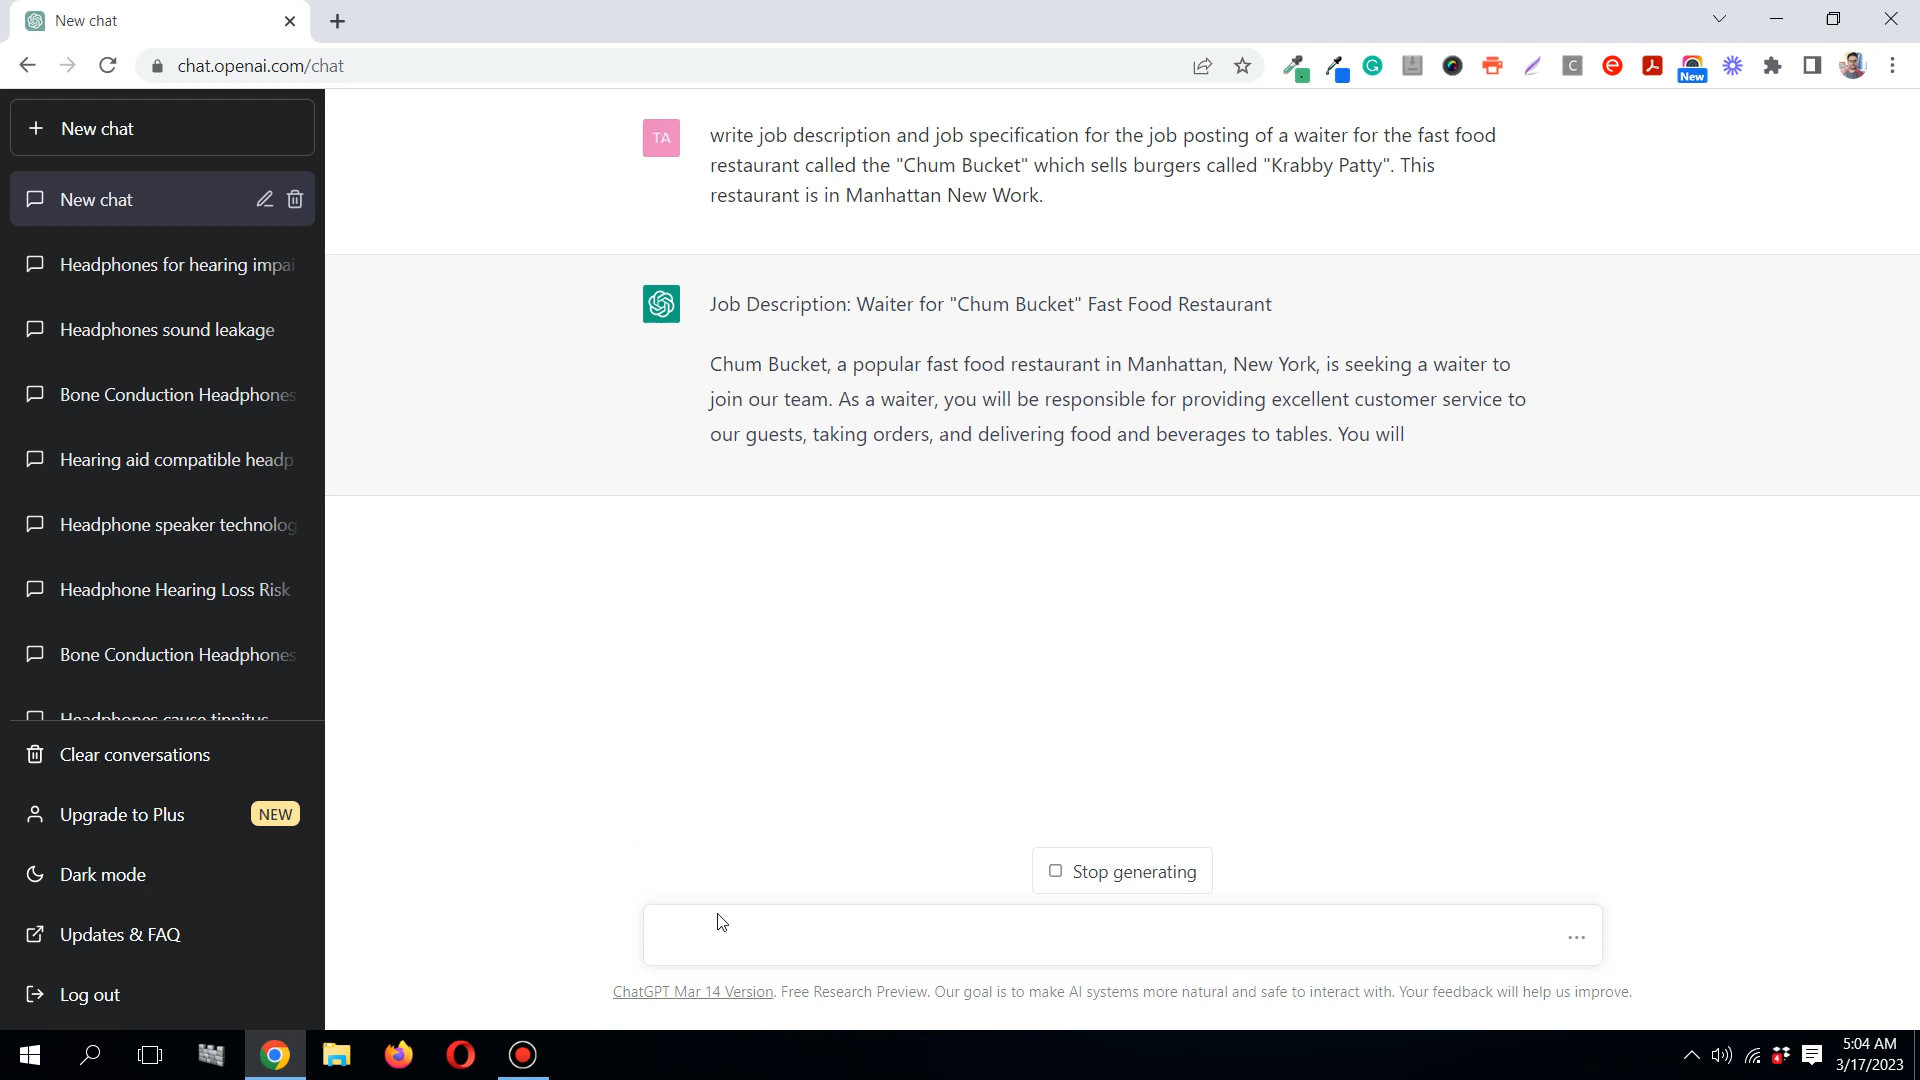 New chat
chat.openai.com/chat
New
New chat
New chat
Headphones for hearing impai
Headphones sound leakage
Bone Conduction Headphones
Hearing aid compatible headp
Headphone speaker technolog
Headphone Hearing Loss Risk
Bone Conduction Headphones
Headphones cause tinnitus
Clear conversations
Upgrade to Plus NEW
Dark mode
Updates & FAQ
Log out
TA
write job description and job specification for the job posting of a waiter for the fast food
restaurant called the "Chum Bucket" which sells burgers called "Krabby Patty". This
restaurant is in Manhattan New Work.
Job Description: Waiter for "Chum Bucket" Fast Food Restaurant
Chum Bucket, a popular fast food restaurant in Manhattan, New York, is seeking a waiter to
join our team. As a waiter, you will be responsible for providing excellent customer service to
our guests, taking orders, and delivering food and beverages to tables. You will
Stop generating
ChatGPT Mar 14 Version. Free Research Preview. Our goal is to make AI systems more natural and safe to interact with. Your feedback will help us improve.
5:04 AM
3/17/2023